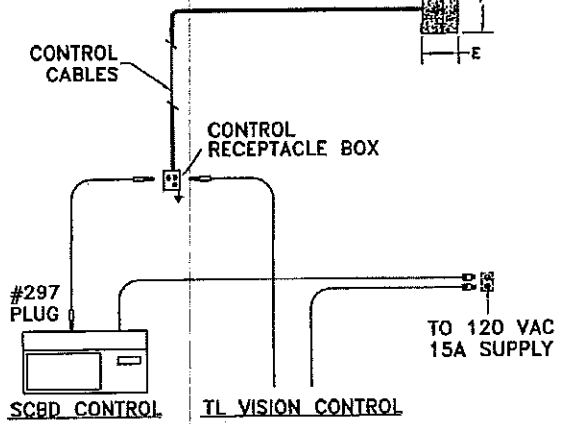 CONTROL
CABLES
E
CONTROL
RECEPTACLE BOX
#297
PLUG
TO 120 VAC
15A SUPPLY
SCBD CONTROL
TL VISION CONTROL